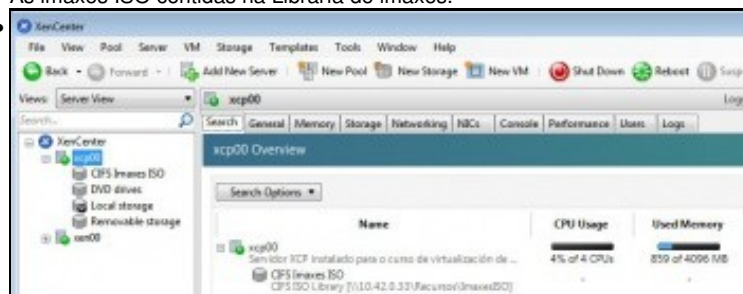 As imaxes ISO contidas na Libraría de imaxes.
XenCenter
File View Pool Server VM Storage Templates Tools Window Help
Back Forward Add New Server New Pool New Storage New VM Shut Down Reboot
Views: Server View xcp00
Search... Search General Memory Storage Networking NICs Console Performance Users Logs
XenCenter
xcp00
CIFS Imaxes ISO
DVD drives
Local storage
Removable storage
xen00
xcp00 Overview
Search Options
Name CPU Usage Used Memory
xcp00 4% of 4 CPUs 859 of 4096 MB
Servidor XCP Instalado para o curso de virtualización de ...
CIFS Imaxes ISO - -
CIFS ISO Library [\\10.42.0.33\Recursos\ImaxesISO]